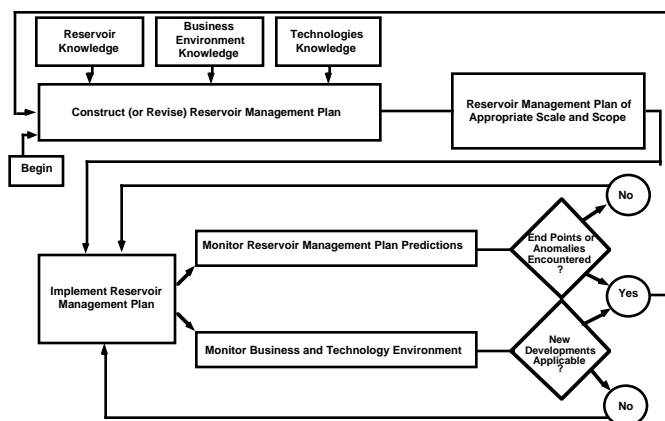 Reservoir
Knowledge
Business
Environment
Knowledge
Technologies
Knowledge
Construct (or Revise) Reservoir Management Plan
Reservoir Management Plan of
Appropriate Scale and Scope
Begin
No
Monitor Reservoir Management Plan Predictions
End Points or
Anomalies
Encountered
?
Implement Reservoir
Management Plan
Yes
Monitor Business and Technology Environment
New
Developments
Applicable
?
No